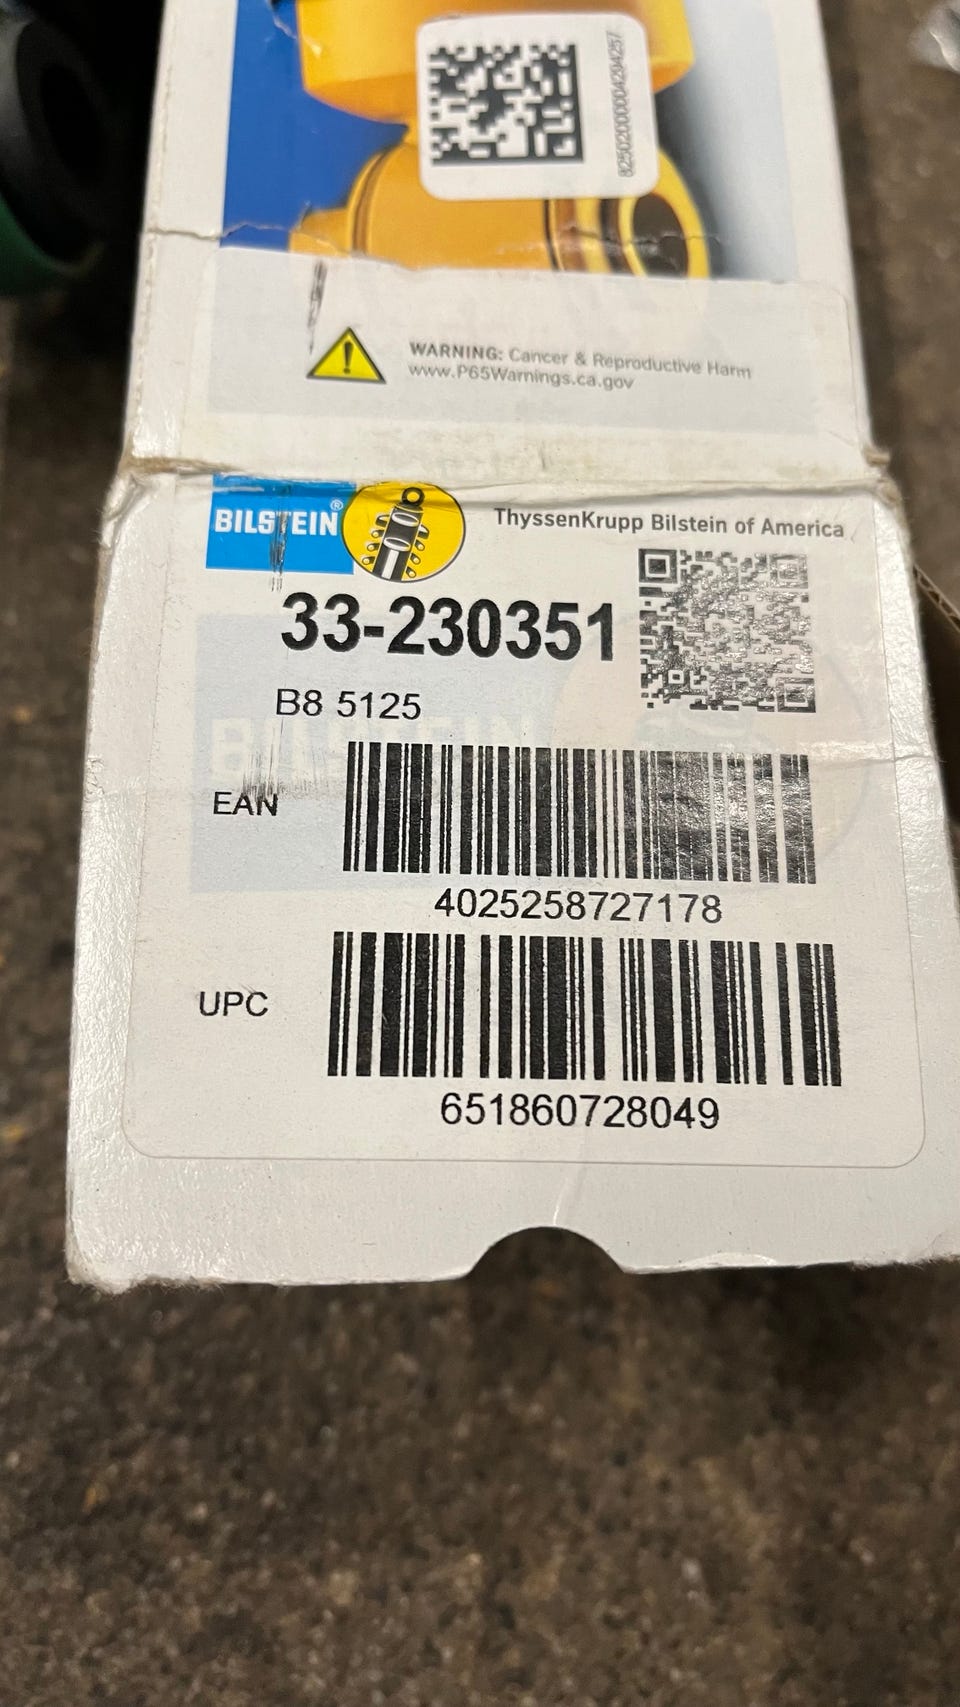 825020000004204257
WARNING: Cancer & Reproductive Harm
www.P65Warnings.ca.gov
BILSTEIN®
ThyssenKrupp Bilstein of America
33-230351
B8 5125
BILSTEIN
EAN
4025258727178
UPC
651860728049